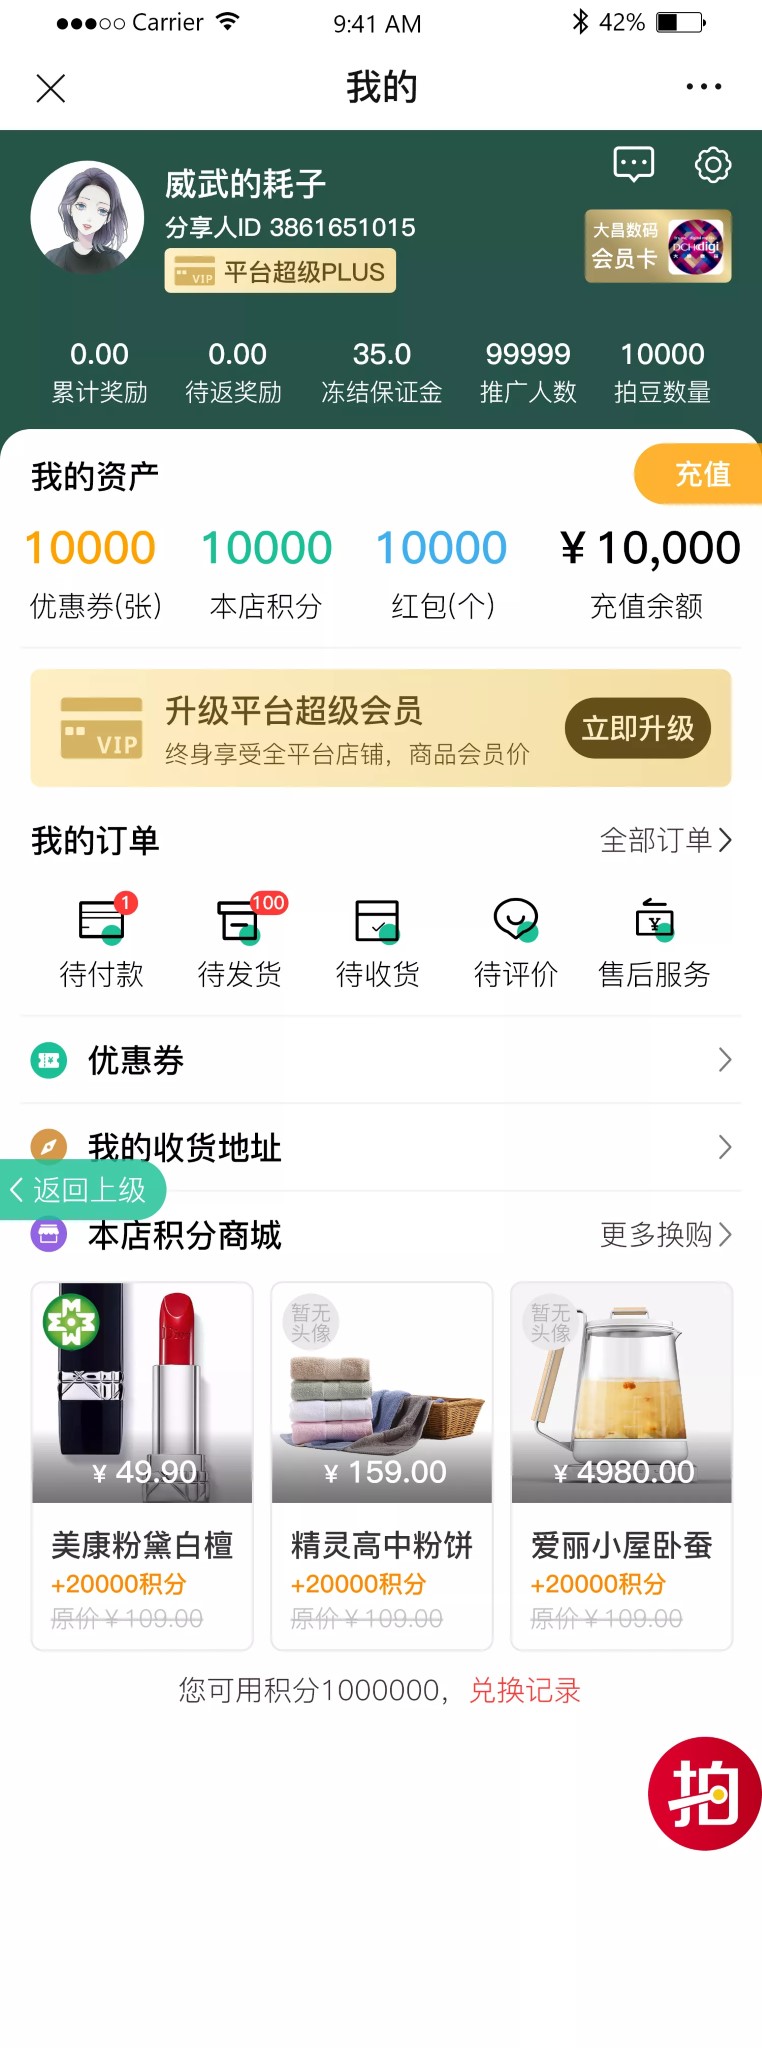 Carrier 9:41 AM 42%
我的
威武的耗子
分享人ID 3861651015
VIP 平台超级PLUS
大昌数码
会员卡
DCHdigi
0.00 0.00 35.0 99999 10000
累计奖励 待返奖励 冻结保证金 推广人数 拍豆数量
我的资产 充值
10000 10000 10000 ¥ 10,000
优惠券(张) 本店积分 红包(个) 充值余额
升级平台超级会员
VIP
终身享受全平台店铺，商品会员价
立即升级
我的订单 全部订单
1 100
待付款 待发货 待收货 待评价 售后服务
优惠券
我的收货地址
返回上级
本店积分商城 更多换购
暂无 暂无
头像 头像
¥ 49.90 ¥ 159.00 ¥ 4980.00
美康粉黛白檀 精灵高中粉饼 爱丽小屋卧蚕
+20000积分 +20000积分 +20000积分
原价¥109.00 原价¥109.00 原价¥109.00
您可用积分1000000，兑换记录
拍